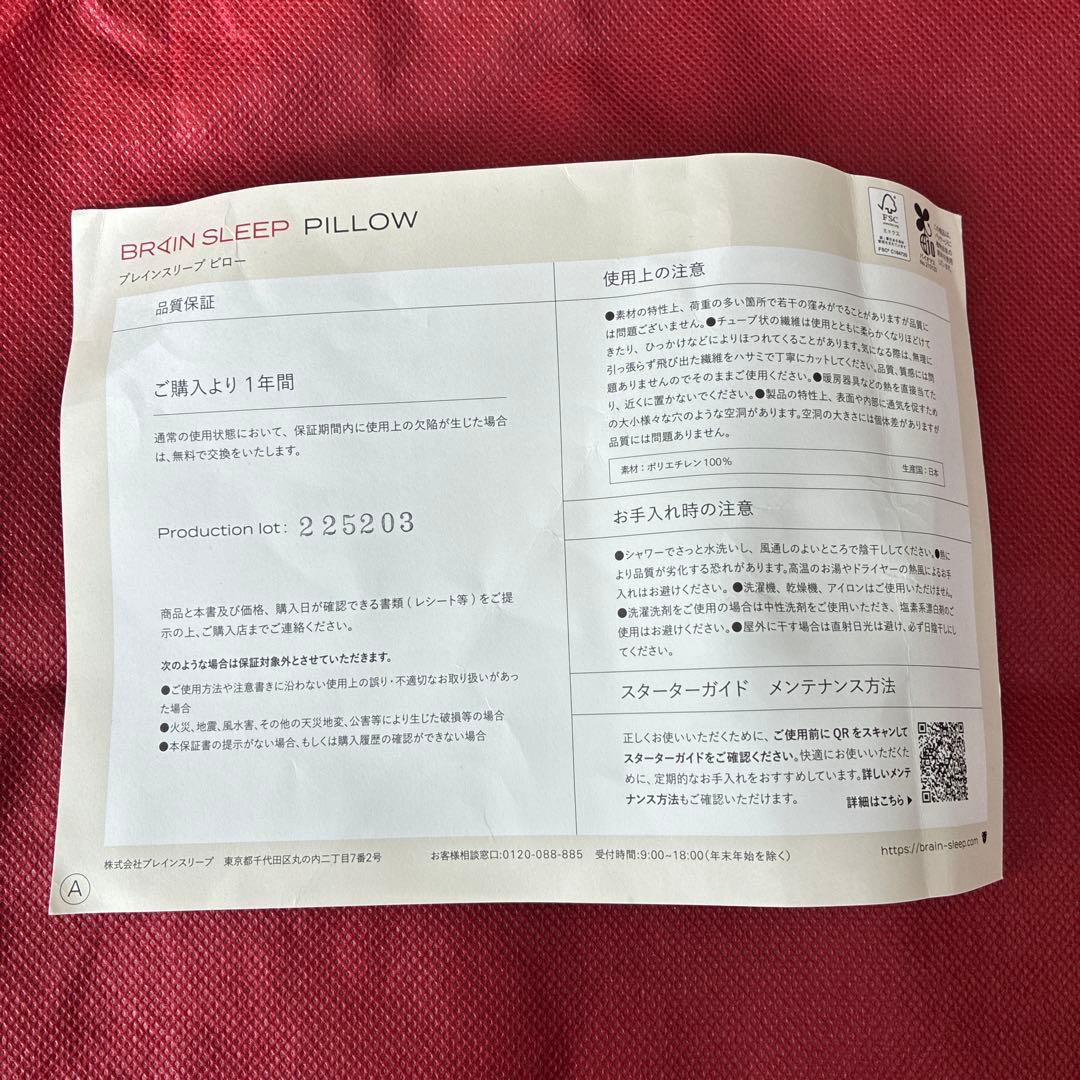 BRAIN SLEEP PILLOW
ブレインスリープ ピロー
品質保証
ご購入より1年間
通常の使用状態において、保証期間内に使用上の欠陥が生じた場合
は、無料で交換をいたします。
Production lot: 225203
商品と本書及び価格、購入日が確認できる書類(レシート等)をご提
示の上、ご購入店までご連絡ください。
次のような場合は保証対象外とさせていただきます。
●ご使用方法や注意書きに沿わない使用上の誤り・不適切なお取り扱いがあっ
た場合
●火災、地震、風水害、その他の天災地変、公害等により生じた破損等の場合
●本保証書の提示がない場合、もしくは購入履歴の確認ができない場合
FSC
ミックス
FSC® C164735
バイオマス
使用上の注意
●素材の特性上、荷重の多い箇所で若干の窪みがでることがありますが品質に
は問題ございません。●チューブ状の繊維は使用とともに柔らかくなりほどけて
きたり、ひっかけなどによりほつれてくることがあります。気になる際は、無理に
引っ張らず飛び出た繊維をハサミで丁寧にカットしてください。品質、質感には問
題ありませんのでそのままご使用ください。●暖房器具などの熱を直接当てた
り、近くに置かないでください。●製品の特性上、表面や内部に通気を促すため
の大小様々な穴のような空洞があります。空洞の大きさには個体差がありますが
品質には問題ありません。
素材:ポリエチレン100% 生産国:日本
お手入れ時の注意
●シャワーでさっと水洗いし、風通しのよいところで陰干ししてください。●熱に
より品質が劣化する恐れがあります。高温のお湯やドライヤーの熱風によるお手
入れはお避けください。●洗濯機、乾燥機、アイロンはご使用いただけません。
●洗濯洗剤をご使用の場合は中性洗剤をご使用いただき、塩素系漂白剤のご
使用はお避けください。●屋外に干す場合は直射日光は避け、必ず日陰干しにし
てください。
スターターガイド メンテナンス方法
正しくお使いいただくために、ご使用前にQRをスキャンして
スターターガイドをご確認ください。快適にお使いいただくた
めに、定期的なお手入れをおすすめしています。詳しいメンテ
ナンス方法もご確認いただけます。 詳細はこちら▶
株式会社ブレインスリープ 東京都千代田区丸の内二丁目7番2号 お客様相談窓口:0120-088-885 受付時間:9:00~18:00(年末年始を除く) https://brain-sleep.com
A